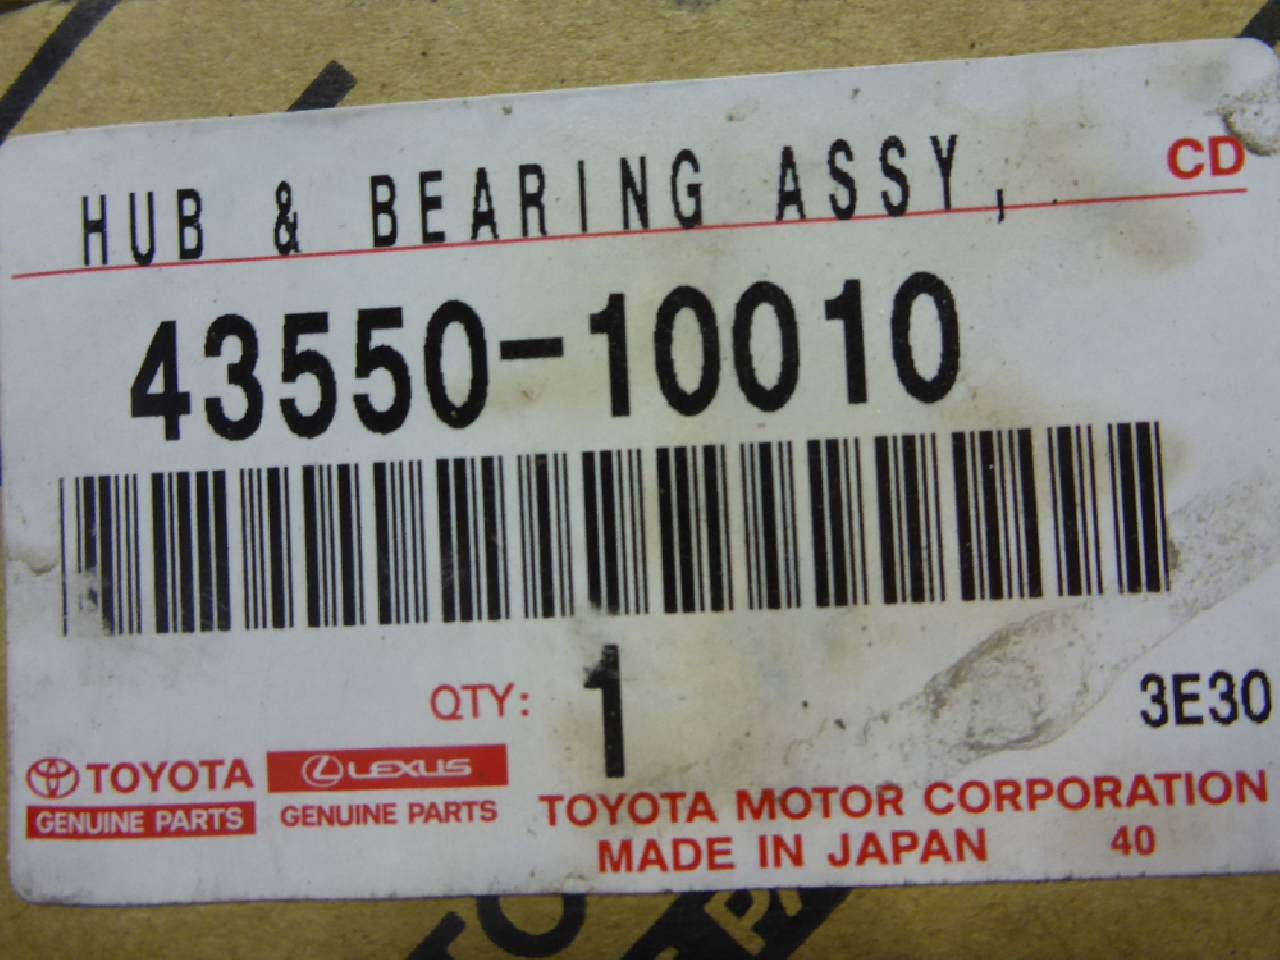 CD
HUB & BEARING ASSY,
43550-10010
QTY: 1
3E30
TOYOTA
GENUINE PARTS
LEXUS
GENUINE PARTS
TOYOTA MOTOR CORPORATION
MADE IN JAPAN 40